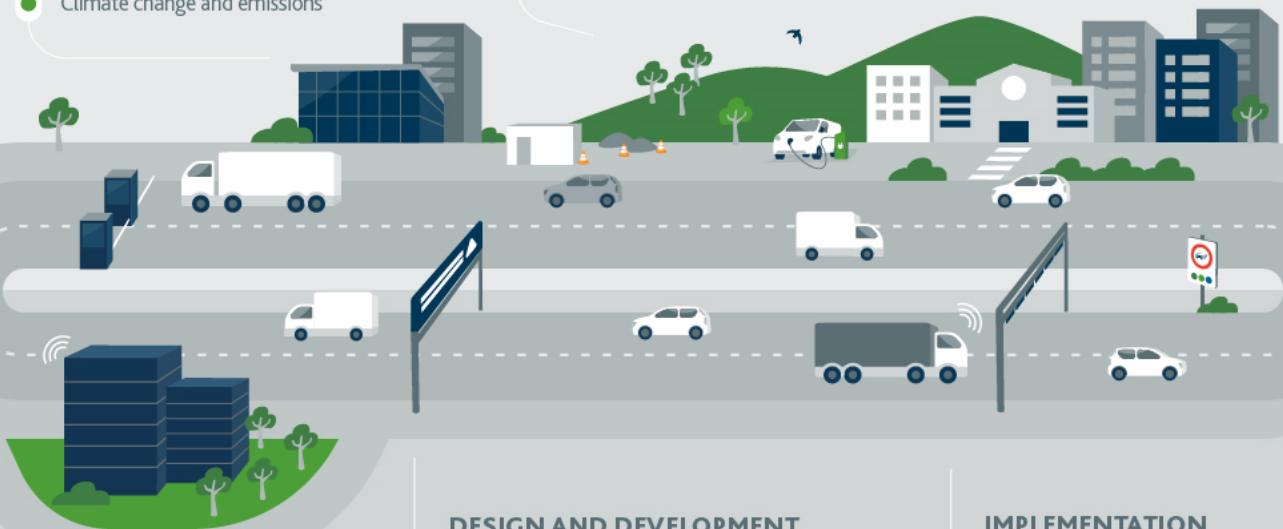 Climate change and emissions
DESIGN AND DEVELOPMENT
IMPLEMENTATION